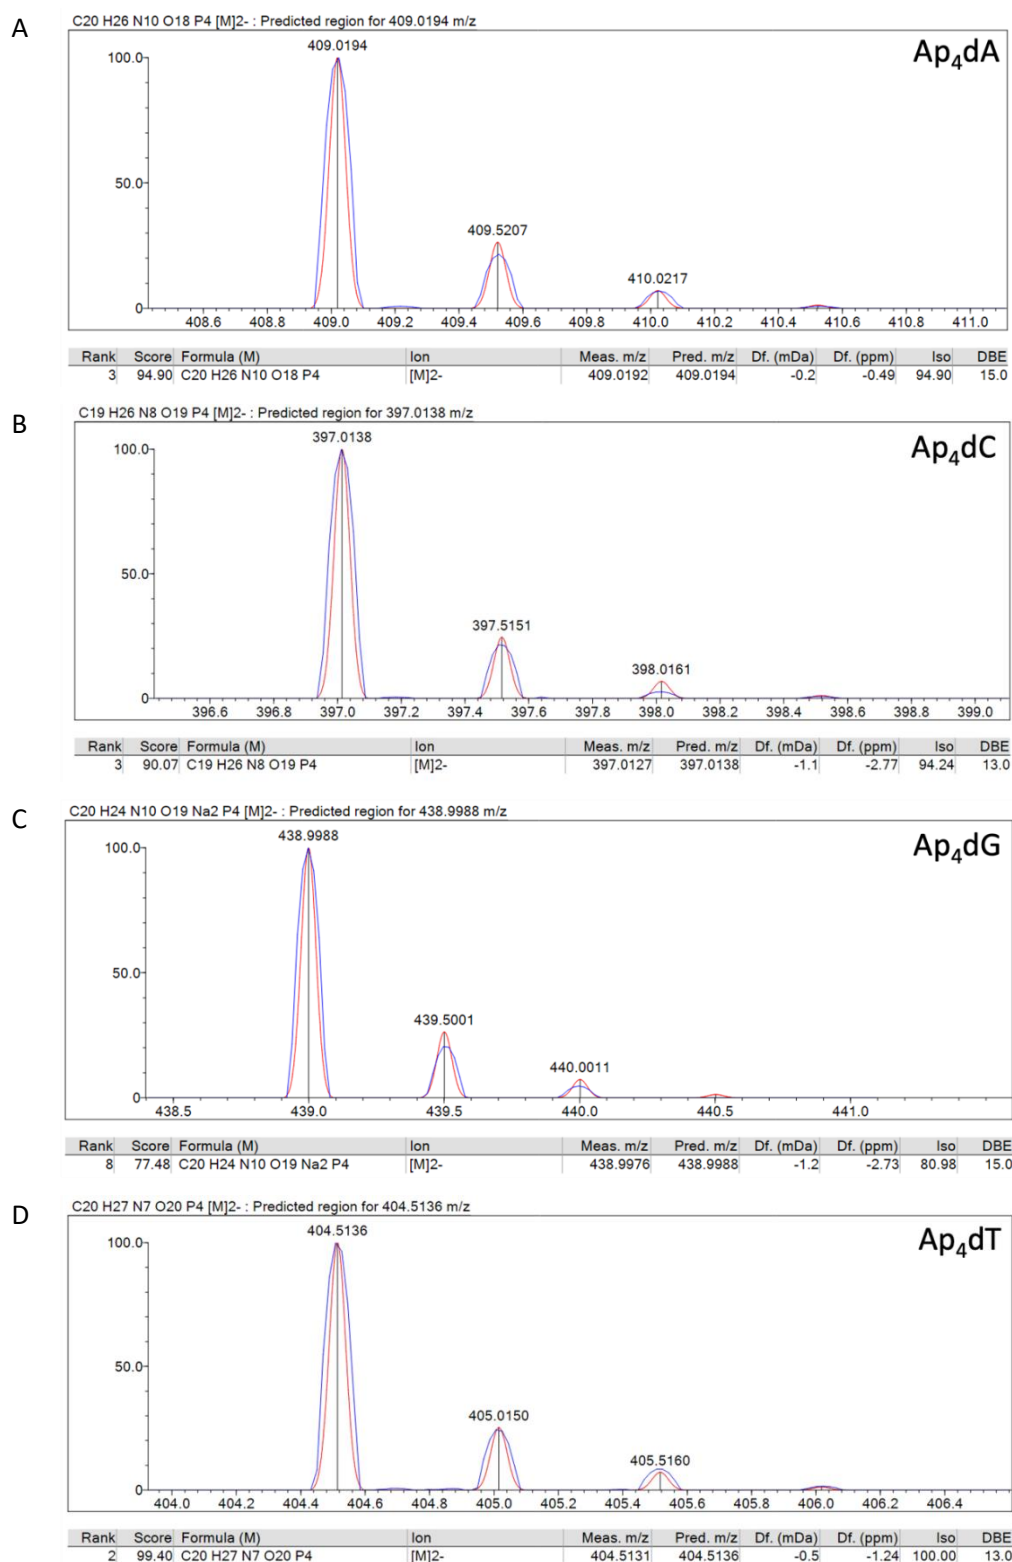 A
C20 H26 N10 O18 P4 [M]2- : Predicted region for 409.0194 m/z
Ap4dA
409.0194
100.0
50.0
409.5207
410.0217
0
408.6 408.8 409.0 409.2 409.4 409.6 409.8 410.0 410.2 410.4 410.6 410.8 411.0
Rank Score Formula (M) Ion Meas. m/z Pred. m/z Df. (mDa) Df. (ppm) Iso DBE
3 94.90 C20 H26 N10 O18 P4 [M]2- 409.0192 409.0194 -0.2 -0.49 94.90 15.0
B
C19 H26 N8 O19 P4 [M]2- : Predicted region for 397.0138 m/z
Ap4dC
397.0138
100.0
50.0
397.5151
398.0161
0
396.6 396.8 397.0 397.2 397.4 397.6 397.8 398.0 398.2 398.4 398.6 398.8 399.0
Rank Score Formula (M) Ion Meas. m/z Pred. m/z Df. (mDa) Df. (ppm) Iso DBE
3 90.07 C19 H26 N8 O19 P4 [M]2- 397.0127 397.0138 -1.1 -2.77 94.24 13.0
C
C20 H24 N10 O19 Na2 P4 [M]2- : Predicted region for 438.9988 m/z
Ap4dG
438.9988
100.0
50.0
439.5001
440.0011
0
438.5 439.0 439.5 440.0 440.5 441.0
Rank Score Formula (M) Ion Meas. m/z Pred. m/z Df. (mDa) Df. (ppm) Iso DBE
8 77.48 C20 H24 N10 O19 Na2 P4 [M]2- 438.9976 438.9988 -1.2 -2.73 80.98 15.0
D
C20 H27 N7 O20 P4 [M]2- : Predicted region for 404.5136 m/z
Ap4dT
404.5136
100.0
50.0
405.0150
405.5160
0
404.0 404.2 404.4 404.6 404.8 405.0 405.2 405.4 405.6 405.8 406.0 406.2 406.4
Rank Score Formula (M) Ion Meas. m/z Pred. m/z Df. (mDa) Df. (ppm) Iso DBE
2 99.40 C20 H27 N7 O20 P4 [M]2- 404.5131 404.5136 -0.5 -1.24 100.00 13.0